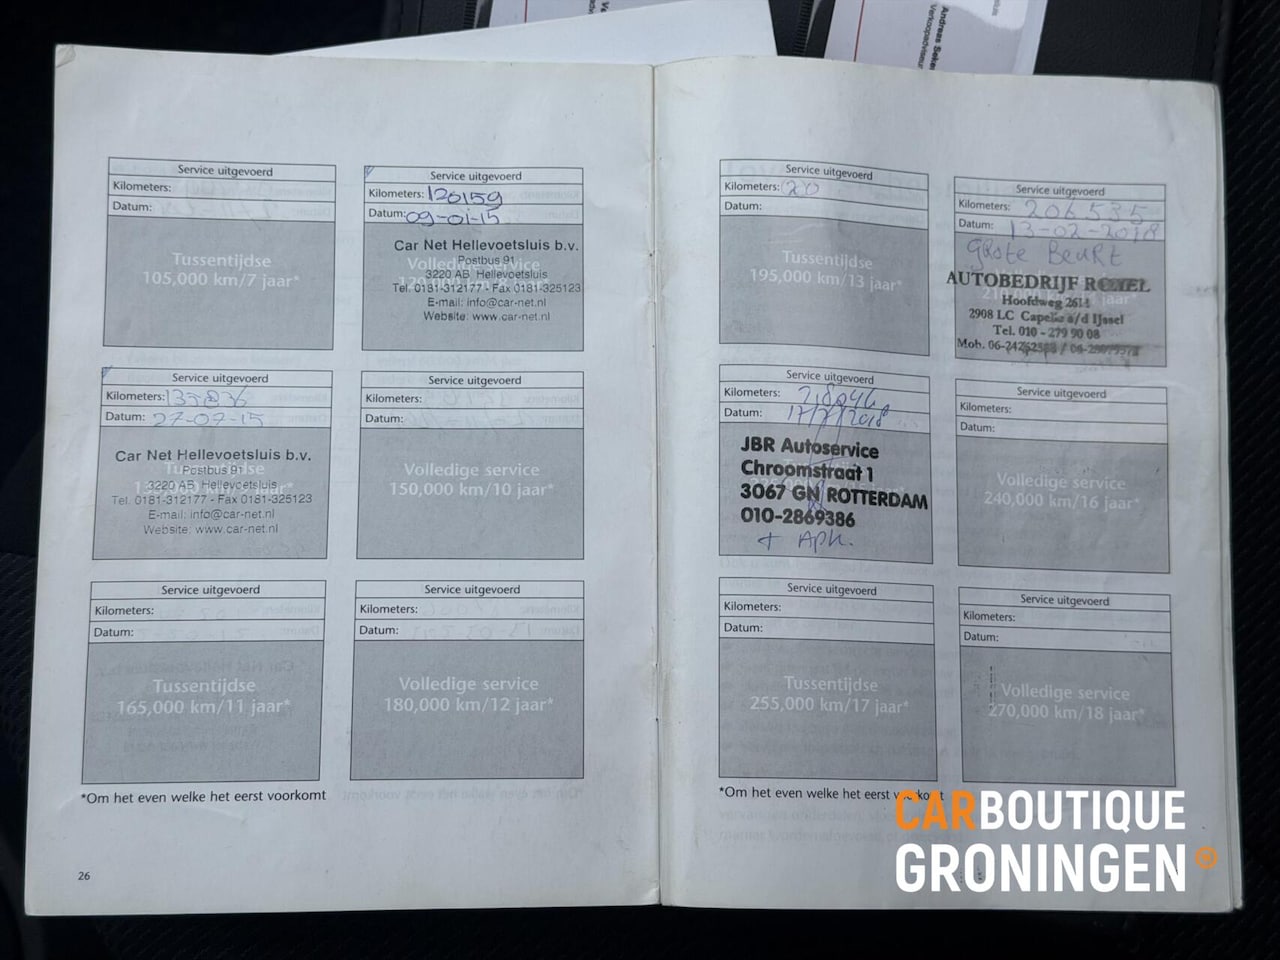 Andreas Seker
Verkoopadviseur
Service uitgevoerd
Kilometers:
Datum:
Tussentijdse
105,000 km/7 jaar*
Service uitgevoerd
Kilometers: 120159
Datum: 09-01-15
Car Net Hellevoetsluis b.v.
Postbus 91
3220 AB Hellevoetsluis
Tel. 0181-312177 - Fax 0181-325123
E-mail: info@car-net.nl
Website: www.car-net.nl
Service uitgevoerd
Kilometers:
Datum: 27-07-15
Car Net Hellevoetsluis b.v.
Postbus 91
3220 AB Hellevoetsluis
Tel. 0181-312177 - Fax 0181-325123
E-mail: info@car-net.nl
Website: www.car-net.nl
Service uitgevoerd
Kilometers:
Datum:
Volledige service
150,000 km/10 jaar*
Service uitgevoerd
Kilometers:
Datum:
Tussentijdse
165,000 km/11 jaar*
Service uitgevoerd
Kilometers:
Datum:
Volledige service
180,000 km/12 jaar*
*Om het even welke het eerst voorkomt
26
Service uitgevoerd
Kilometers: 20
Datum:
Tussentijdse
195,000 km/13 jaar*
Service uitgevoerd
Kilometers: 206535
Datum: 13-02-2018
Grote Beurt
AUTOBEDRIJF
Hoofdweg 261
2908 LC Capelle a/d IJssel
Tel. 010 - 279 90 08
Mob.
Service uitgevoerd
Kilometers:
Datum: 17/7/2018
JBR Autoservice
Chroomstraat 1
3067 GN ROTTERDAM
010-2869386
+ APK.
Service uitgevoerd
Kilometers:
Datum:
Volledige service
240,000 km/16 jaar*
Service uitgevoerd
Kilometers:
Datum:
Tussentijdse
255,000 km/17 jaar*
Service uitgevoerd
Kilometers:
Datum:
Volledige service
270,000 km/18 jaar*
*Om het even welke het eerst voorkomt
CARBOUTIQUE
GRONINGEN